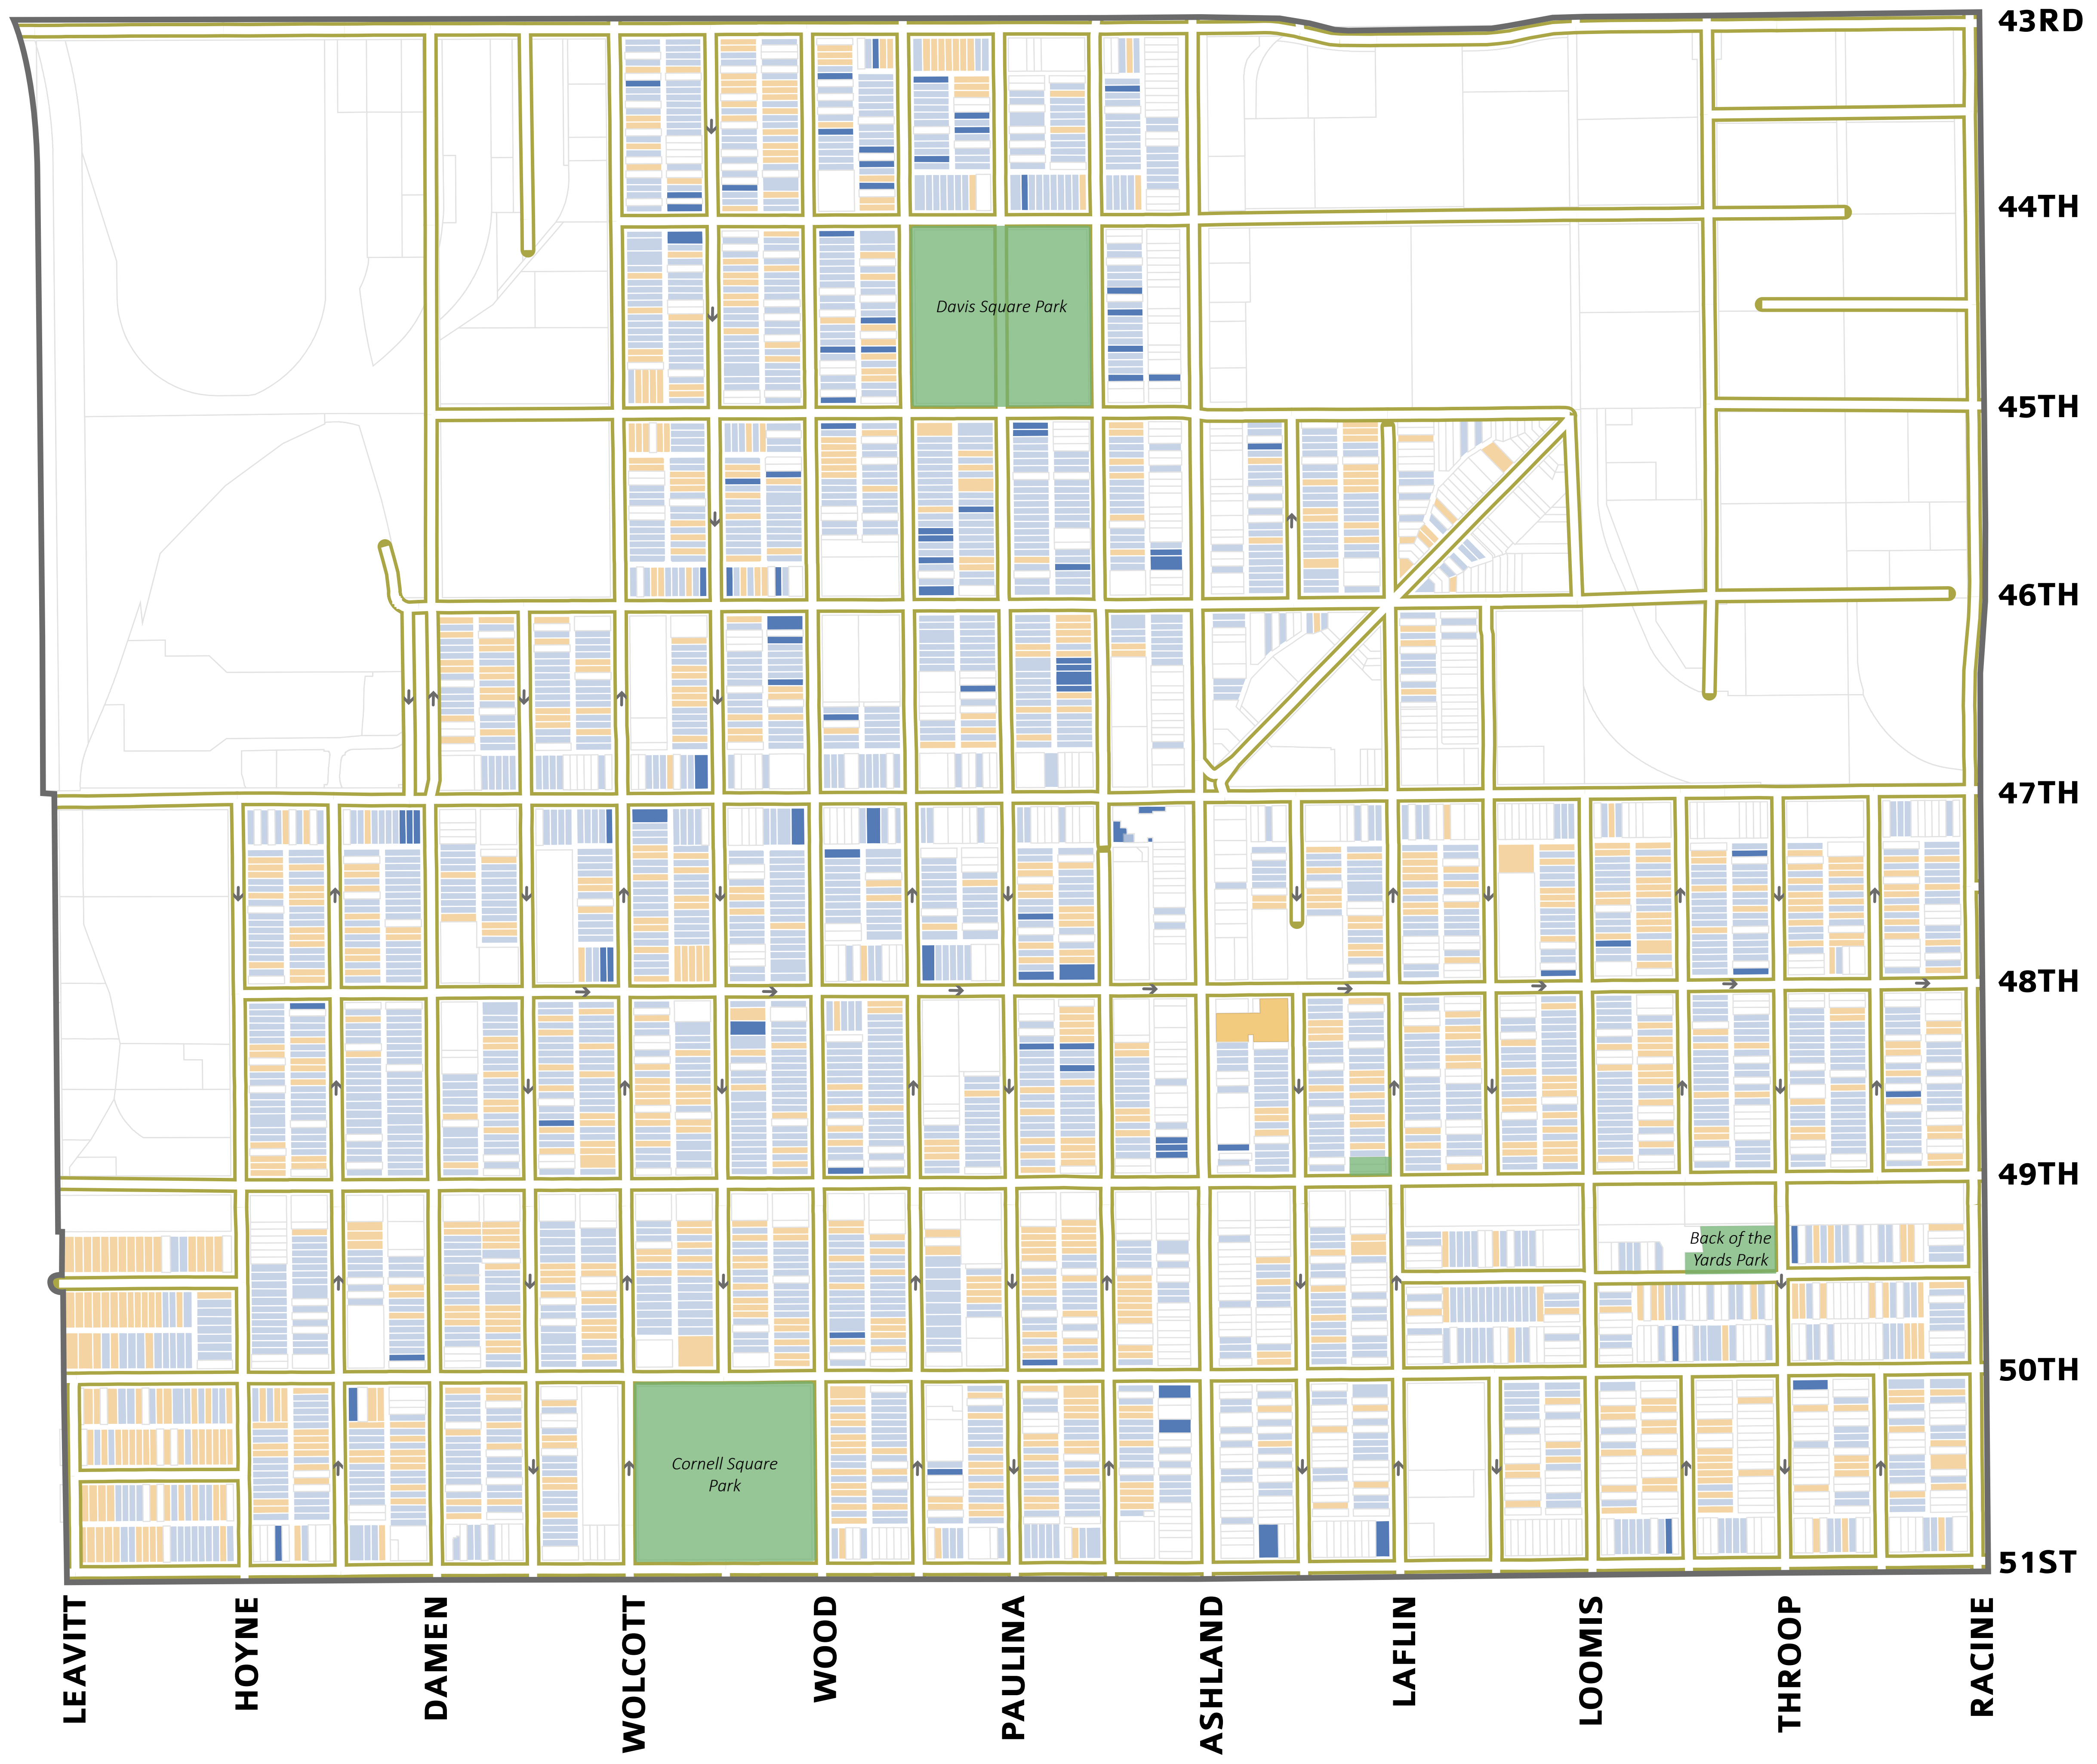 43RD
44TH
Davis Square Park
45TH
46TH
47TH
48TH
49TH
Back of the
Yards Park
50TH
Cornell Square
Park
51ST
LEAVITT
HOYNE
DAMEN
WOLCOTT
WOOD
PAULINA
ASHLAND
LAFLIN
LOOMIS
THROOP
RACINE